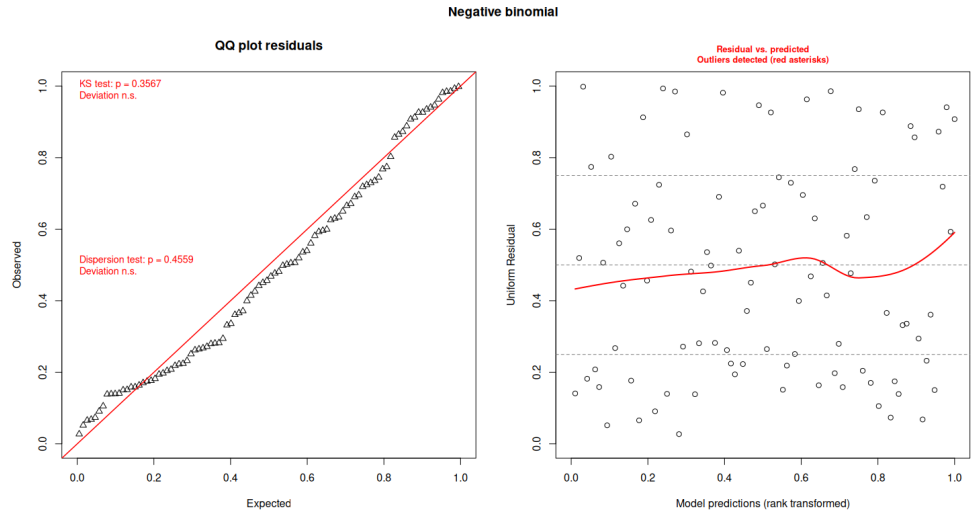 Negative binomial
QQ plot residuals
KS test: p = 0.3567
Deviation n.s.
Dispersion test: p = 0.4559
Deviation n.s.
Observed
0.0 0.2 0.4 0.6 0.8 1.0
0.0 0.2 0.4 0.6 0.8 1.0
Expected
Residual vs. predicted
Outliers detected (red asterisks)
Uniform Residual
0.0 0.2 0.4 0.6 0.8 1.0
0.0 0.2 0.4 0.6 0.8 1.0
Model predictions (rank transformed)